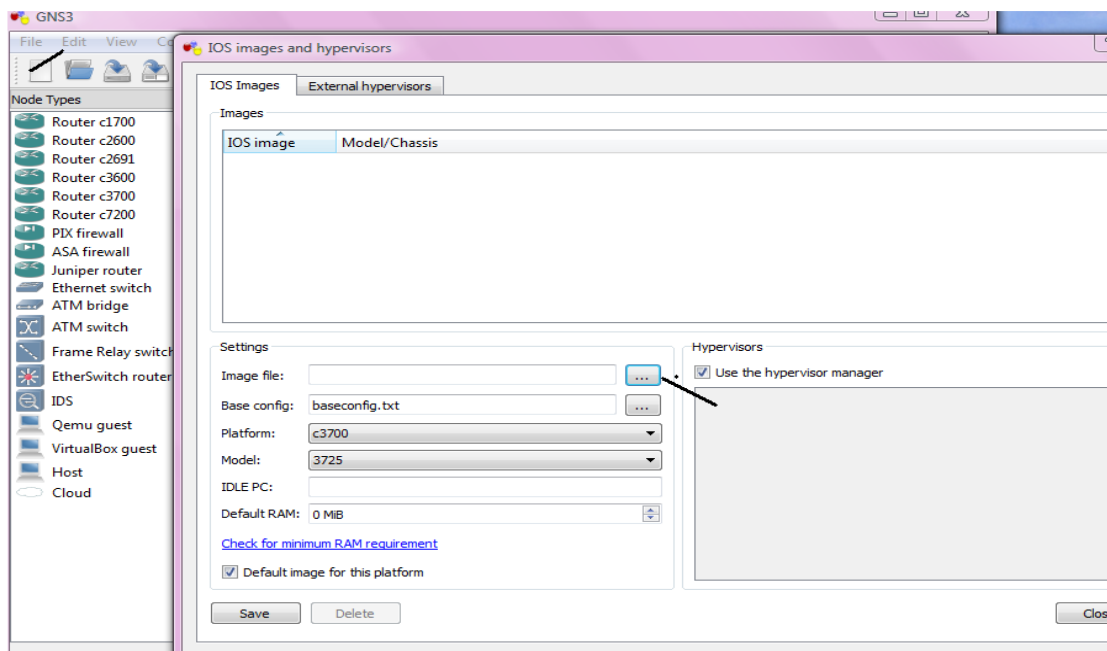 GNS3
File Edit View
IOS images and hypervisors
IOS Images External hypervisors
Node Types
Images
IOS image Model/Chassis
Router c1700
Router c2600
Router c2691
Router c3600
Router c3700
Router c7200
PIX firewall
ASA firewall
Juniper router
Ethernet switch
ATM bridge
ATM switch
Frame Relay switch
EtherSwitch router
IDS
Qemu guest
VirtualBox guest
Host
Cloud
Settings
Image file: ...
Base config: baseconfig.txt ...
Platform: c3700
Model: 3725
IDLE PC:
Default RAM: 0 MiB
Check for minimum RAM requirement
Default image for this platform
Save Delete
Hypervisors
Use the hypervisor manager
Clos